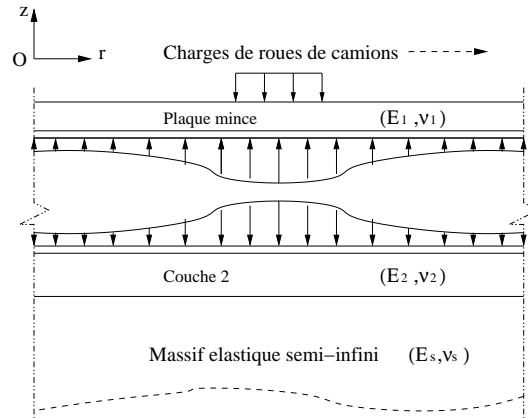 z
O
r
Charges de roues de camions
Plaque mince
(E₁,ν₁)
Couche 2
(E₂,ν₂)
Massif elastique semi−infini
(Eₛ,νₛ)